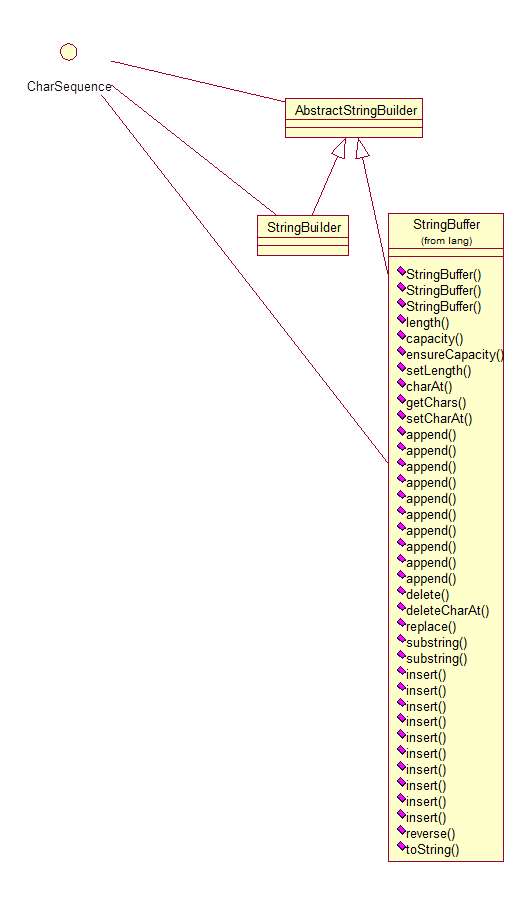 CharSequence
AbstractStringBuilder
StringBuilder
StringBuffer
(from lang)
StringBuffer()
StringBuffer()
StringBuffer()
length()
capacity()
ensureCapacity()
setLength()
charAt()
getChars()
setCharAt()
append()
append()
append()
append()
append()
append()
append()
append()
append()
append()
delete()
deleteCharAt()
replace()
substring()
substring()
insert()
insert()
insert()
insert()
insert()
insert()
insert()
insert()
insert()
insert()
reverse()
toString()